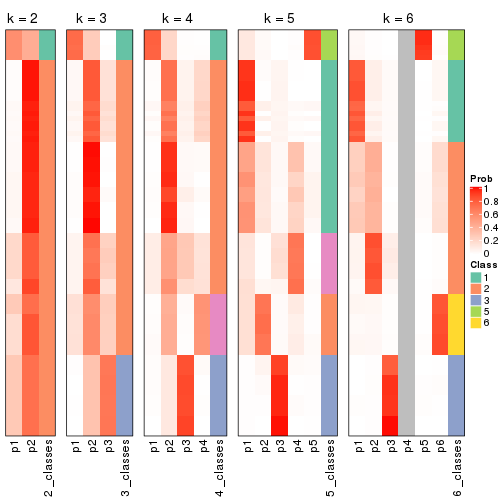 k = 2
k = 3
k = 4
k = 5
k = 6
Prob
1
0.8
0.6
0.4
0.2
0
Class
1
2
3
5
6
p1
p2
2_classes
p1
p2
p3
3_classes
p1
p2
p3
p4
4_classes
p1
p2
p3
p4
p5
5_classes
p1
p2
p3
p4
p5
p6
6_classes